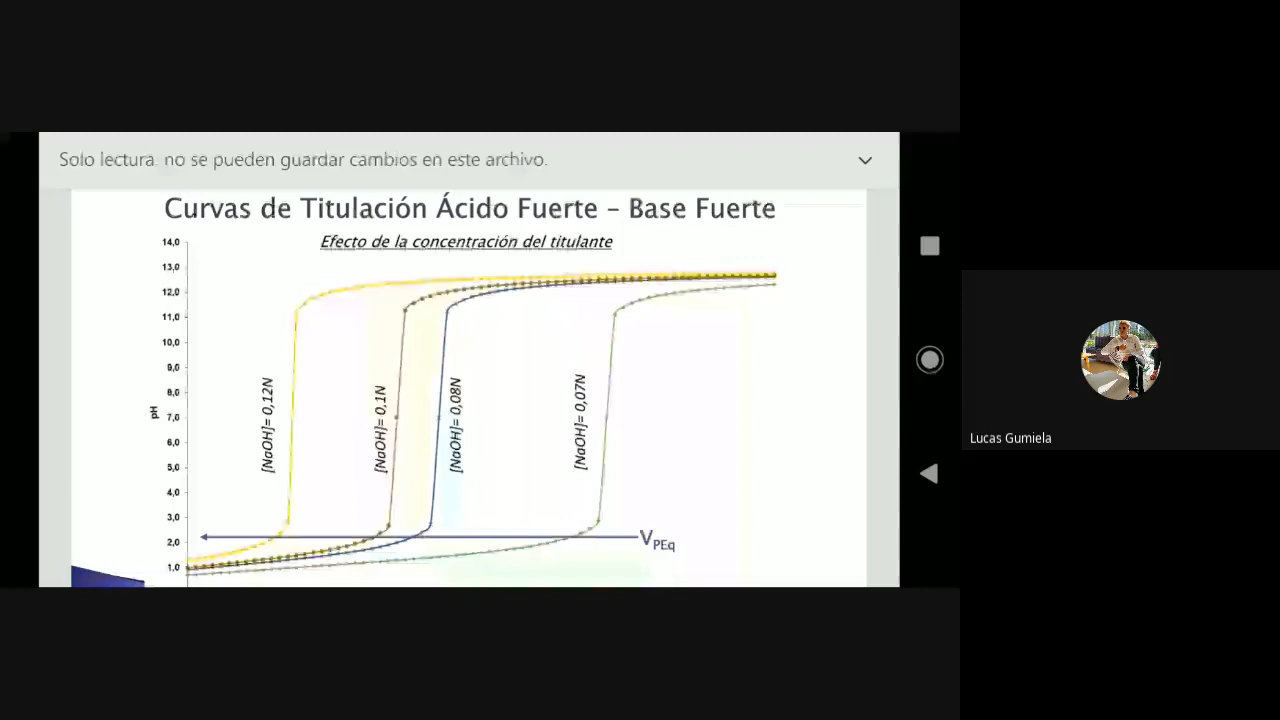 Solo lectura. no se pueden guardar cambios en este archivo.
Curvas de Titulación Ácido Fuerte – Base Fuerte
Efecto de la concentración del titulante
14,0
13,0
12,0
11,0
10,0
9,0
8,0
7,0
6,0
5,0
4,0
3,0
2,0
1,0
pH
[NaOH]= 0,12N
[NaOH]= 0,1N
[NaOH]= 0,08N
[NaOH]= 0,07N
VPEq
Lucas Gumiela